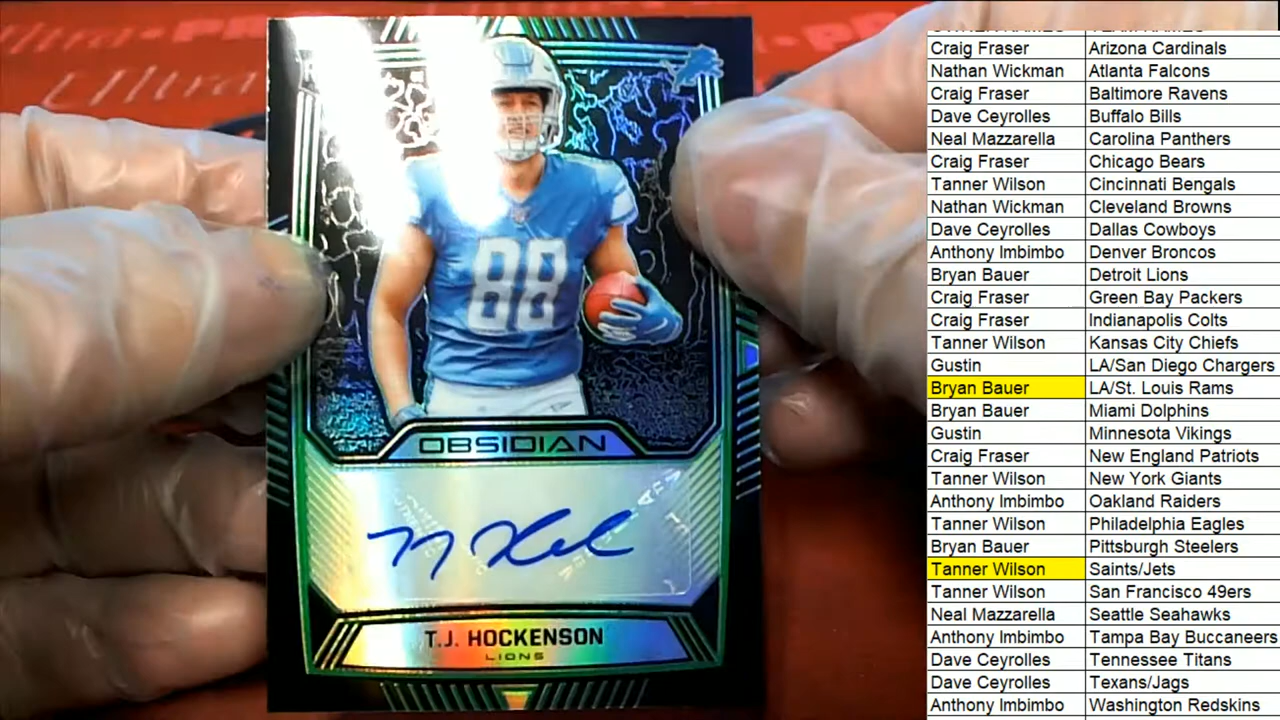 88
OBSIDIAN
T.J. HOCKENSON
LIONS
Craig Fraser Arizona Cardinals
Nathan Wickman Atlanta Falcons
Craig Fraser Baltimore Ravens
Dave Ceyrolles Buffalo Bills
Neal Mazzarella Carolina Panthers
Craig Fraser Chicago Bears
Tanner Wilson Cincinnati Bengals
Nathan Wickman Cleveland Browns
Dave Ceyrolles Dallas Cowboys
Anthony Imbimbo Denver Broncos
Bryan Bauer Detroit Lions
Craig Fraser Green Bay Packers
Craig Fraser Indianapolis Colts
Tanner Wilson Kansas City Chiefs
Gustin LA/San Diego Chargers
Bryan Bauer LA/St. Louis Rams
Bryan Bauer Miami Dolphins
Gustin Minnesota Vikings
Craig Fraser New England Patriots
Tanner Wilson New York Giants
Anthony Imbimbo Oakland Raiders
Tanner Wilson Philadelphia Eagles
Bryan Bauer Pittsburgh Steelers
Tanner Wilson Saints/Jets
Tanner Wilson San Francisco 49ers
Neal Mazzarella Seattle Seahawks
Anthony Imbimbo Tampa Bay Buccaneers
Dave Ceyrolles Tennessee Titans
Dave Ceyrolles Texans/Jags
Anthony Imbimbo Washington Redskins